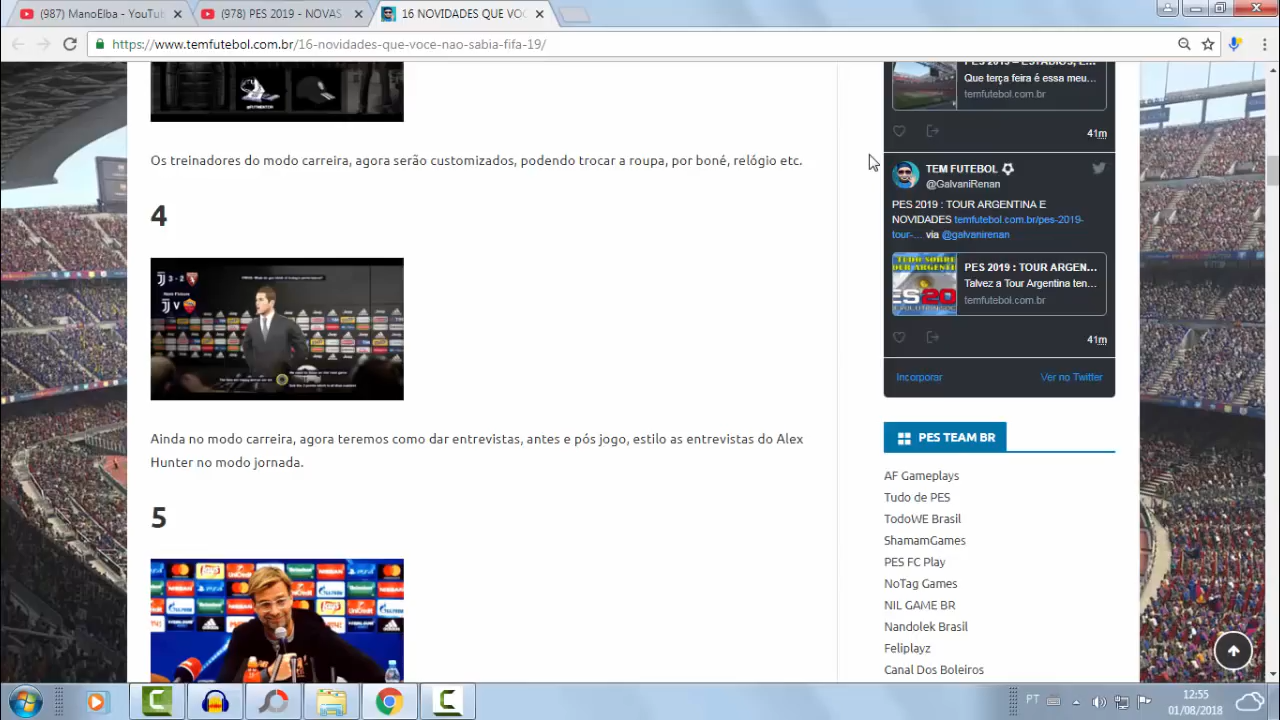 (987) ManoElba - YouTub
(978) PES 2019 - NOVAS
16 NOVIDADES QUE VOC
https://www.temfutebol.com.br/16-novidades-que-voce-nao-sabia-fifa-19/
Os treinadores do modo carreira, agora serão customizados, podendo trocar a roupa, por boné, relógio etc.
4
3 - 2
V
Ainda no modo carreira, agora teremos como dar entrevistas, antes e pós jogo, estilo as entrevistas do Alex
Hunter no modo jornada.
5
PES 2019 – ESTÁDIOS, E...
Que terça feira é essa meu...
temfutebol.com.br
41m
TEM FUTEBOL
@GalvaniRenan
PES 2019 : TOUR ARGENTINA E
NOVIDADES temfutebol.com.br/pes-2019-
tour-... via @galvanirenan
PES 2019 : TOUR ARGEN...
Talvez a Tour Argentina ten...
temfutebol.com.br
41m
Incorporar
Ver no Twitter
PES TEAM BR
AF Gameplays
Tudo de PES
TodoWE Brasil
ShamamGames
PES FC Play
NoTag Games
NIL GAME BR
Nandolek Brasil
Feliplayz
Canal Dos Boleiros
PT
12:55
01/08/2018